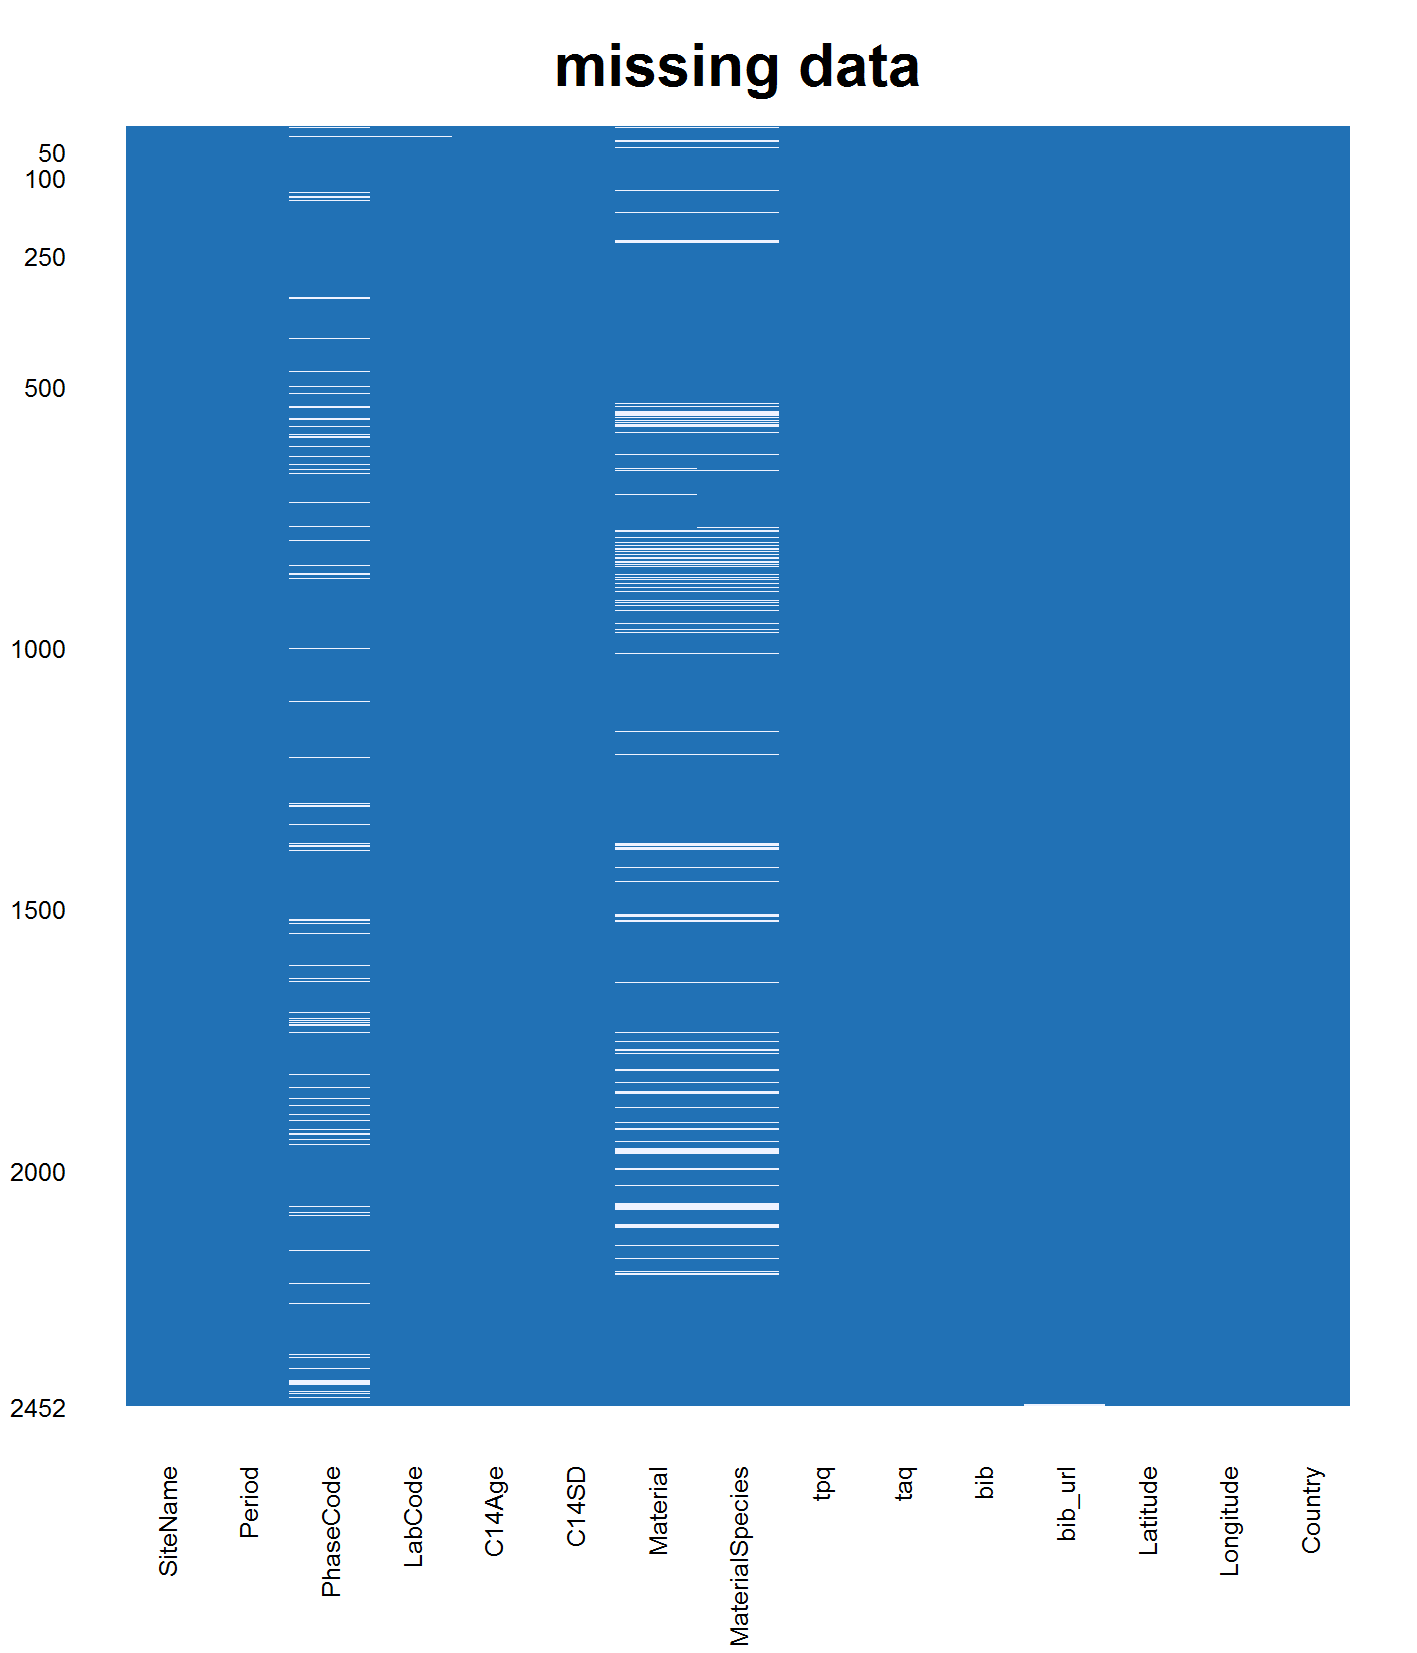 missing data
50
100
250
500
1000
1500
2000
2452
SiteName
Period
PhaseCode
LabCode
C14Age
C14SD
Material
MaterialSpecies
tpq
taq
bib
bib_url
Latitude
Longitude
Country